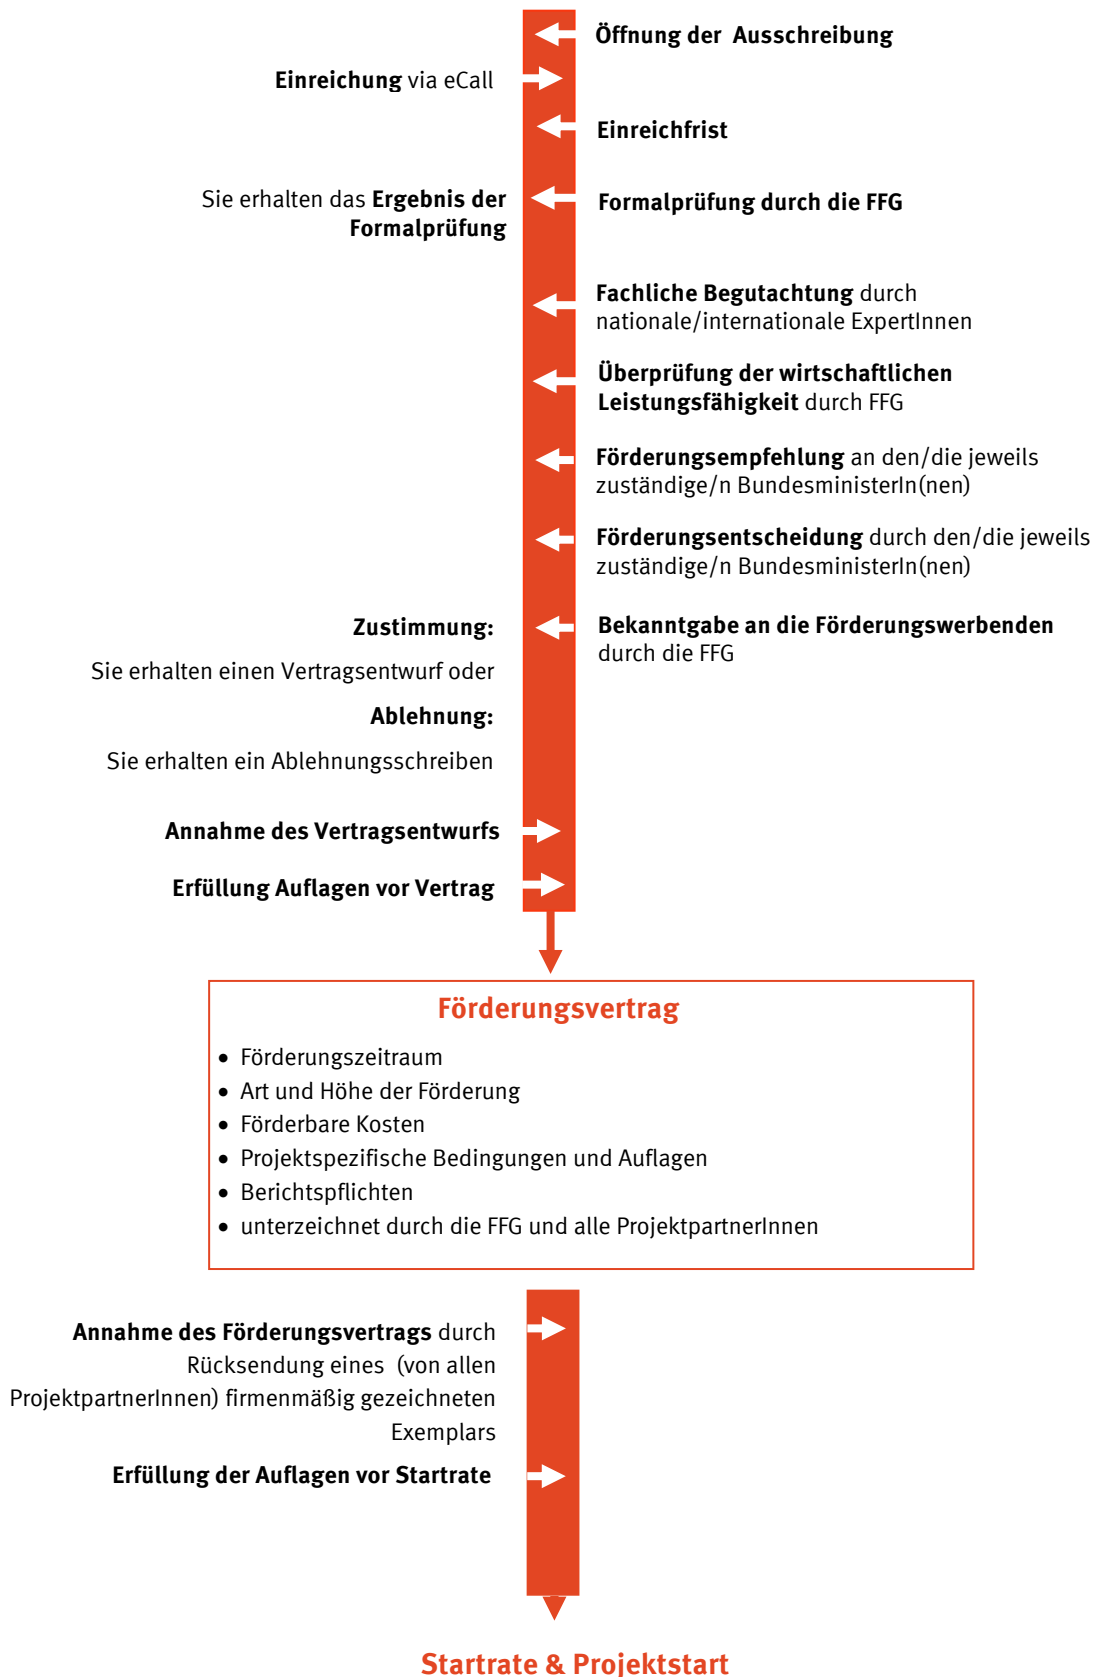 Öffnung der Ausschreibung
Einreichung via eCall
Einreichfrist
Sie erhalten das Ergebnis der
Formalprüfung
Formalprüfung durch die FFG
Fachliche Begutachtung durch
nationale/internationale ExpertInnen
Überprüfung der wirtschaftlichen
Leistungsfähigkeit durch FFG
Förderungsempfehlung an den/die jeweils
zuständige/n BundesministerIn(nen)
Förderungsentscheidung durch den/die jeweils
zuständige/n BundesministerIn(nen)
Zustimmung:
Sie erhalten einen Vertragsentwurf oder
Ablehnung:
Sie erhalten ein Ablehnungsschreiben
Bekanntgabe an die Förderungswerbenden
durch die FFG
Annahme des Vertragsentwurfs
Erfüllung Auflagen vor Vertrag
Förderungsvertrag
• Förderungszeitraum
• Art und Höhe der Förderung
• Förderbare Kosten
• Projektspezifische Bedingungen und Auflagen
• Berichtspflichten
• unterzeichnet durch die FFG und alle ProjektpartnerInnen
Annahme des Förderungsvertrags durch
Rücksendung eines (von allen
ProjektpartnerInnen) firmenmäßig gezeichneten
Exemplars
Erfüllung der Auflagen vor Startrate
Startrate & Projektstart